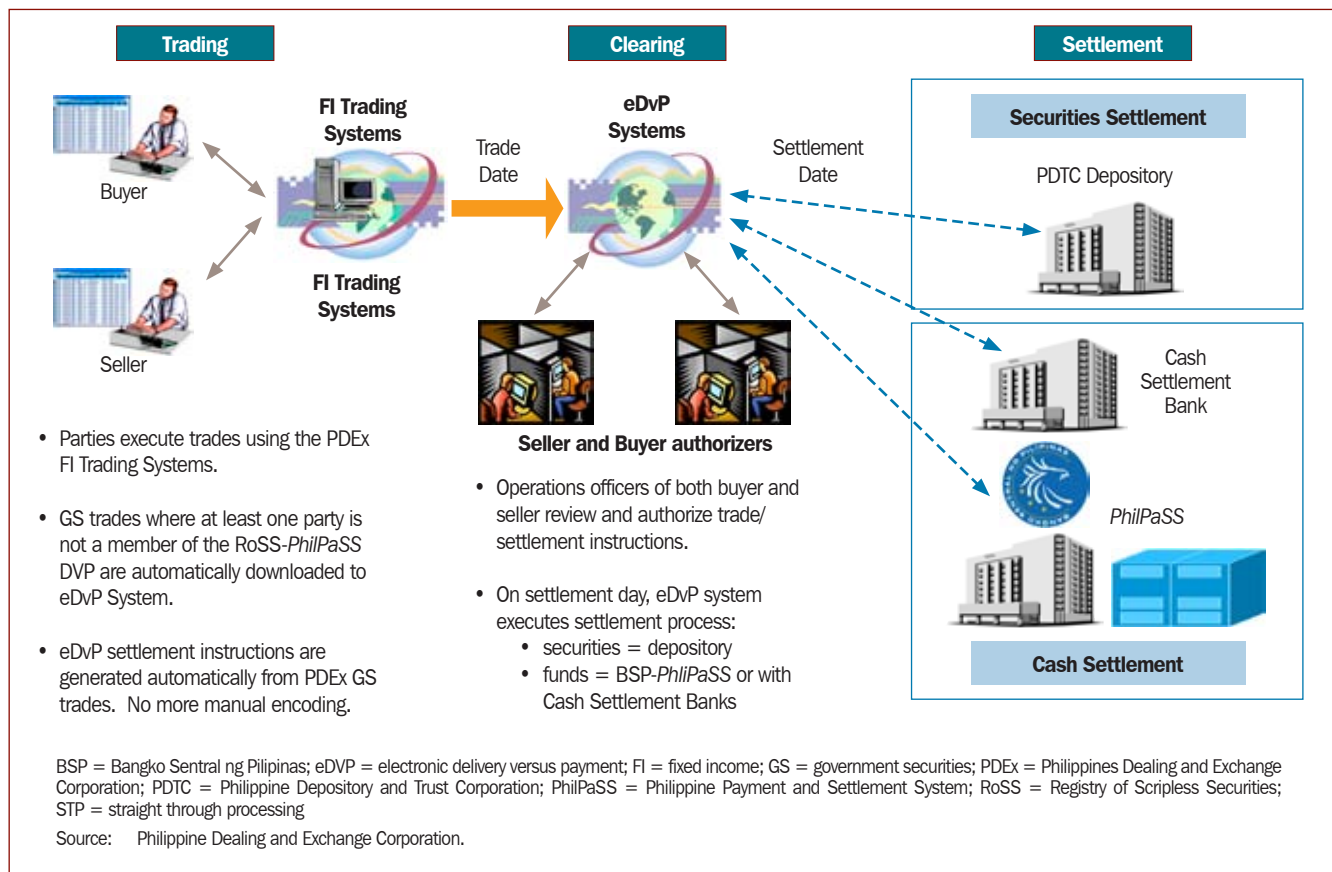 Trading
Clearing
Settlement
FI Trading
Systems
Buyer
Seller
FI Trading
Systems
Trade
Date
eDvP
Systems
Settlement
Date
Seller and Buyer authorizers
Securities Settlement
PDTC Depository
Cash
Settlement
Bank
PhilPaSS
Cash Settlement
• Parties execute trades using the PDEx
FI Trading Systems.
• GS trades where at least one party is
not a member of the RoSS-PhilPaSS
DVP are automatically downloaded to
eDvP System.
• eDvP settlement instructions are
generated automatically from PDEx GS
trades. No more manual encoding.
• Operations officers of both buyer and
seller review and authorize trade/
settlement instructions.
• On settlement day, eDvP system
executes settlement process:
• securities = depository
• funds = BSP-PhliPaSS or with
Cash Settlement Banks
BSP = Bangko Sentral ng Pilipinas; eDVP = electronic delivery versus payment; FI = fixed income; GS = government securities; PDEx = Philippines Dealing and Exchange
Corporation; PDTC = Philippine Depository and Trust Corporation; PhilPaSS = Philippine Payment and Settlement System; RoSS = Registry of Scripless Securities;
STP = straight through processing
Source: Philippine Dealing and Exchange Corporation.